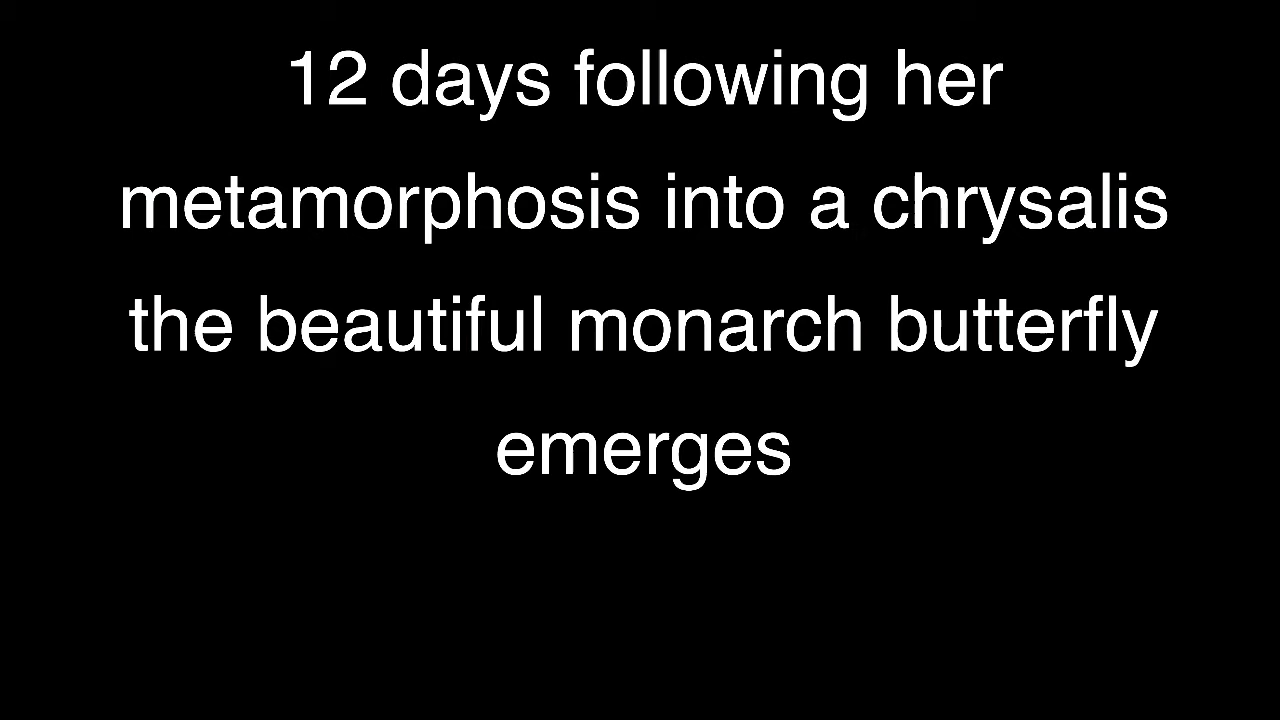 12 days following her
metamorphosis into a chrysalis
the beautiful monarch butterfly
emerges